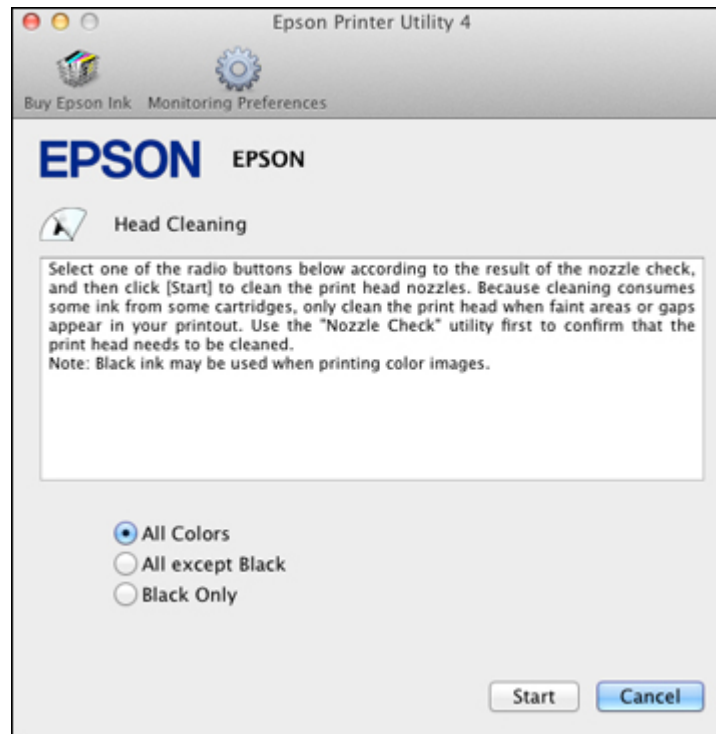 Epson Printer Utility 4
Buy Epson Ink Monitoring Preferences
EPSON EPSON
Head Cleaning
Select one of the radio buttons below according to the result of the nozzle check,
and then click [Start] to clean the print head nozzles. Because cleaning consumes
some ink from some cartridges, only clean the print head when faint areas or gaps
appear in your printout. Use the "Nozzle Check" utility first to confirm that the
print head needs to be cleaned.
Note: Black ink may be used when printing color images.
All Colors
All except Black
Black Only
Start Cancel